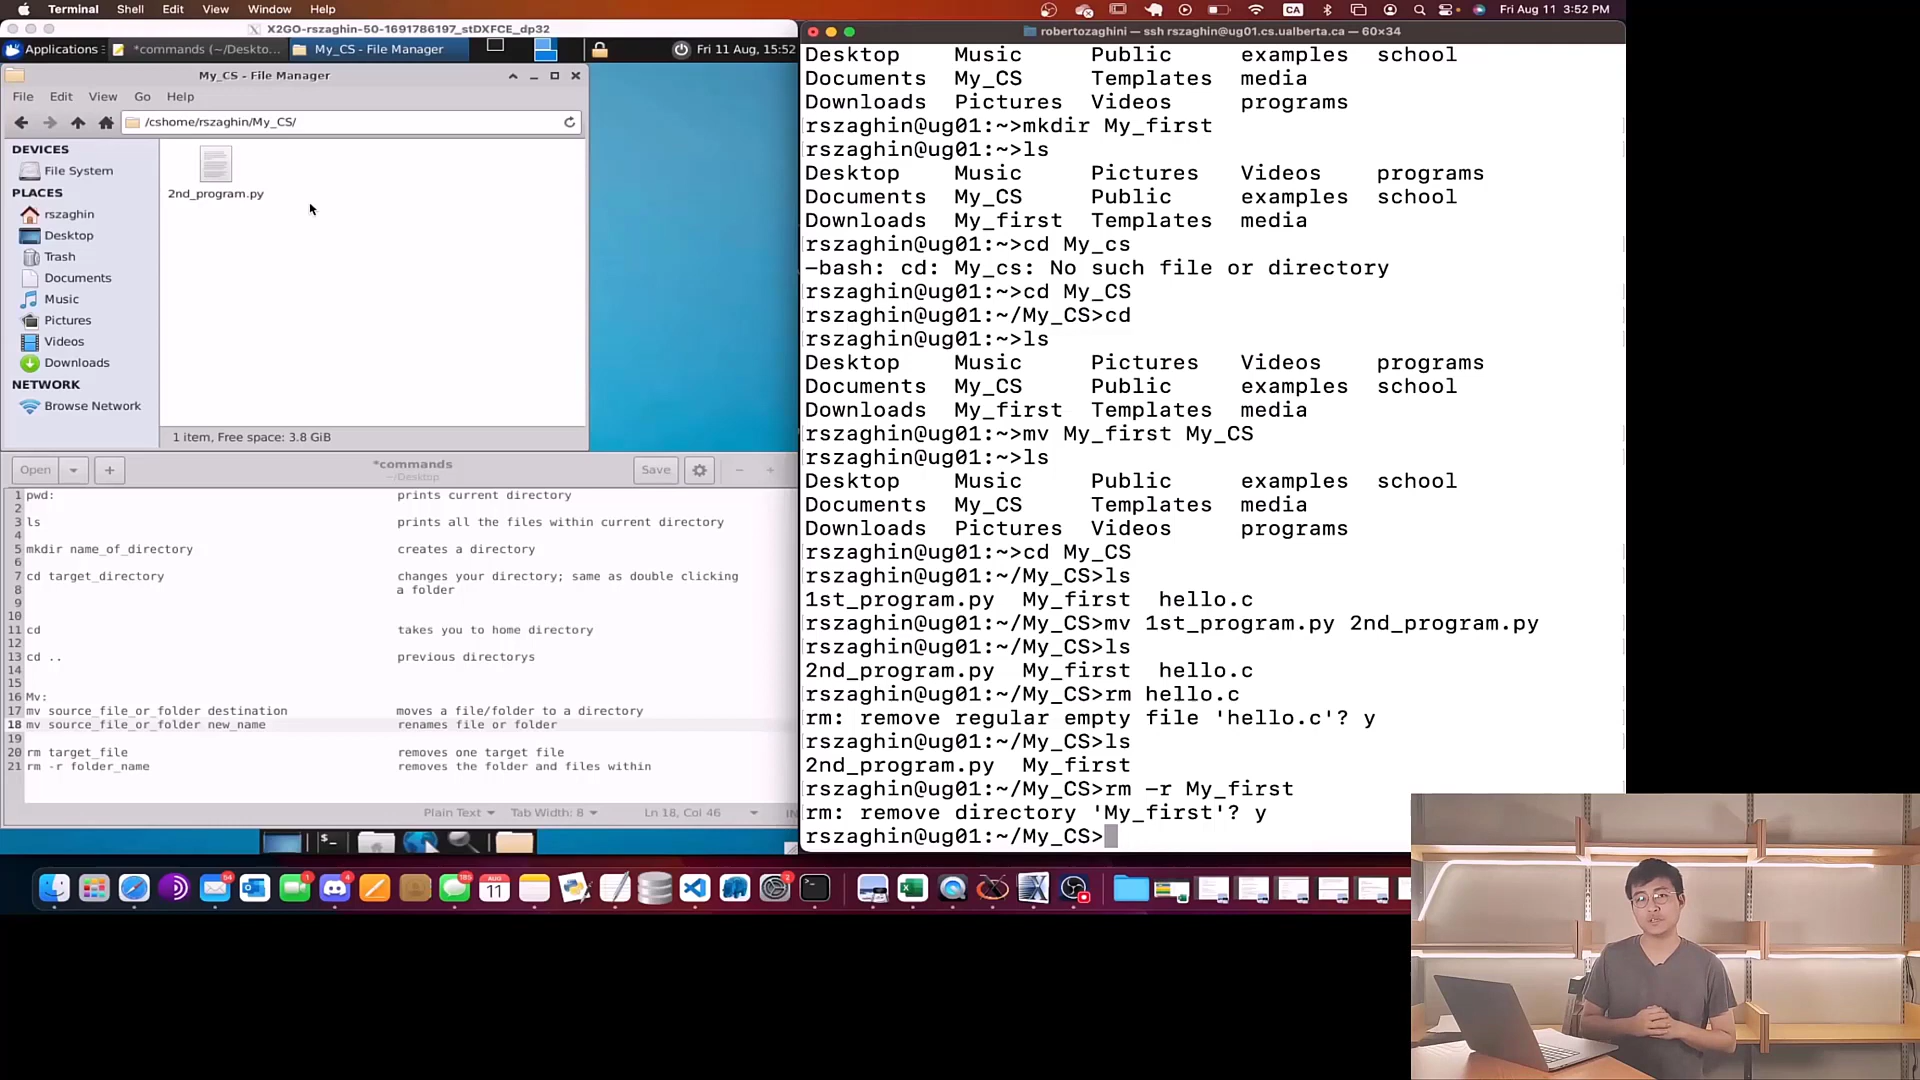 Terminal Shell Edit View Window Help
CA
Fri Aug 11 3:52 PM
X2GO-rszaghin-50-1691786197_stDXFCE_dp32
Applications
*commands (~/Deskto...
My_CS - File Manager
Fri 11 Aug, 15:52
My_CS - File Manager
File Edit View Go Help
/cshome/rszaghin/My_CS/
DEVICES
File System
PLACES
rszaghin
Desktop
Trash
Documents
Music
Pictures
Videos
Downloads
NETWORK
Browse Network
2nd_program.py
1 item, Free space: 3.8 GiB
Open
*commands
~/Desktop
Save
1 pwd: prints current directory
2
3 ls prints all the files within current directory
4
5 mkdir name_of_directory creates a directory
6
7 cd target_directory changes your directory; same as double clicking
8 a folder
9
10
11 cd takes you to home directory
12
13 cd .. previous directorys
14
15
16 Mv:
17 mv source_file_or_folder destination moves a file/folder to a directory
18 mv source_file_or_folder new_name renames file or folder
19
20 rm target_file removes one target file
21 rm -r folder_name removes the folder and files within
Plain Text Tab Width: 8 Ln 18, Col 46 IN
robertozaghini — ssh rszaghin@ug01.cs.ualberta.ca — 60×34
Desktop Music Public examples school
Documents My_CS Templates media
Downloads Pictures Videos programs
rszaghin@ug01:~>mkdir My_first
rszaghin@ug01:~>ls
Desktop Music Pictures Videos programs
Documents My_CS Public examples school
Downloads My_first Templates media
rszaghin@ug01:~>cd My_cs
-bash: cd: My_cs: No such file or directory
rszaghin@ug01:~>cd My_CS
rszaghin@ug01:~/My_CS>cd
rszaghin@ug01:~>ls
Desktop Music Pictures Videos programs
Documents My_CS Public examples school
Downloads My_first Templates media
rszaghin@ug01:~>mv My_first My_CS
rszaghin@ug01:~>ls
Desktop Music Public examples school
Documents My_CS Templates media
Downloads Pictures Videos programs
rszaghin@ug01:~>cd My_CS
rszaghin@ug01:~/My_CS>ls
1st_program.py My_first hello.c
rszaghin@ug01:~/My_CS>mv 1st_program.py 2nd_program.py
rszaghin@ug01:~/My_CS>ls
2nd_program.py My_first hello.c
rszaghin@ug01:~/My_CS>rm hello.c
rm: remove regular empty file 'hello.c'? y
rszaghin@ug01:~/My_CS>ls
2nd_program.py My_first
rszaghin@ug01:~/My_CS>rm -r My_first
rm: remove directory 'My_first'? y
rszaghin@ug01:~/My_CS>